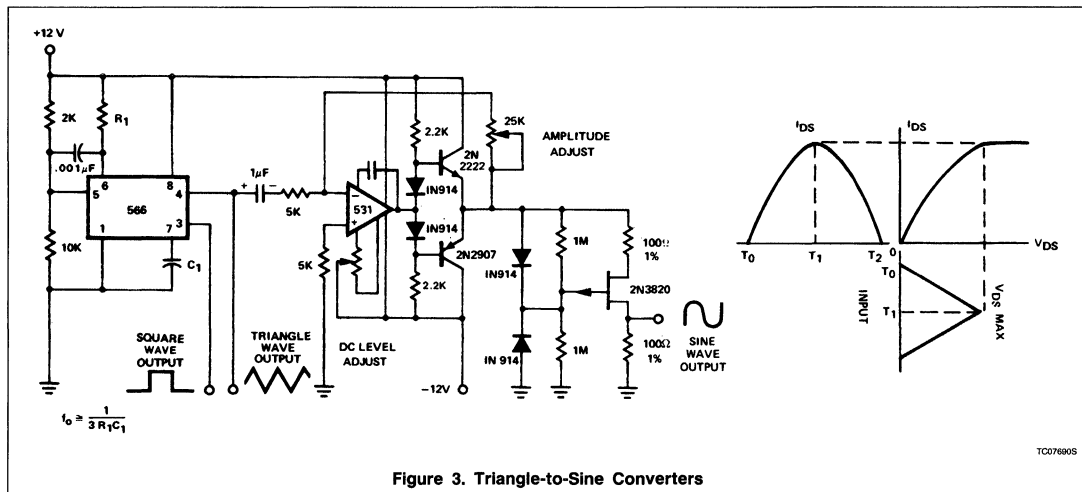 +12 V
2K
R1
.001µF
5
6
8
4
3
566
1
7
10K
C1
1µF
+
−
5K
5K
531
−
+
2.2K
2N
2222
IN914
IN914
2N2907
2.2K
25K
AMPLITUDE
ADJUST
IN914
IN 914
1M
1M
100Ω
1%
2N3820
100Ω
1%
SINE
WAVE
OUTPUT
SQUARE
WAVE
OUTPUT
TRIANGLE
WAVE
OUTPUT
DC LEVEL
ADJUST
−12V
fo ≅ 1
3 R1C1
IDS
T0
T1
T2
IDS
VDS
0
T0
T1
INPUT
VDS MAX
TC07690S
Figure 3. Triangle-to-Sine Converters